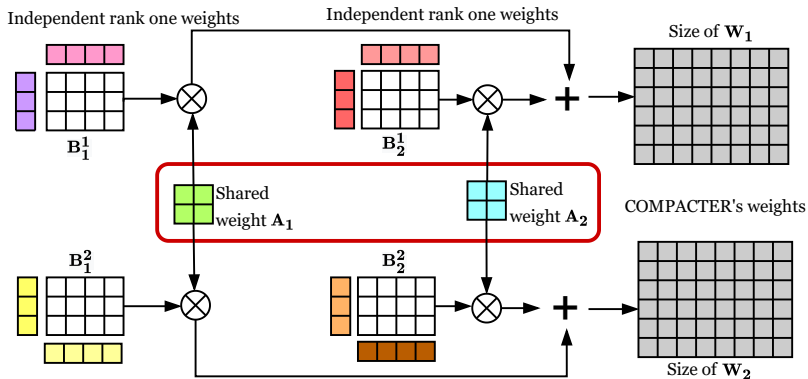 Independent rank one weights
Independent rank one weights
Size of W₁
B₁¹
B₂¹
Shared
weight A₁
Shared
weight A₂
COMPACTER's weights
B₁²
B₂²
Size of W₂